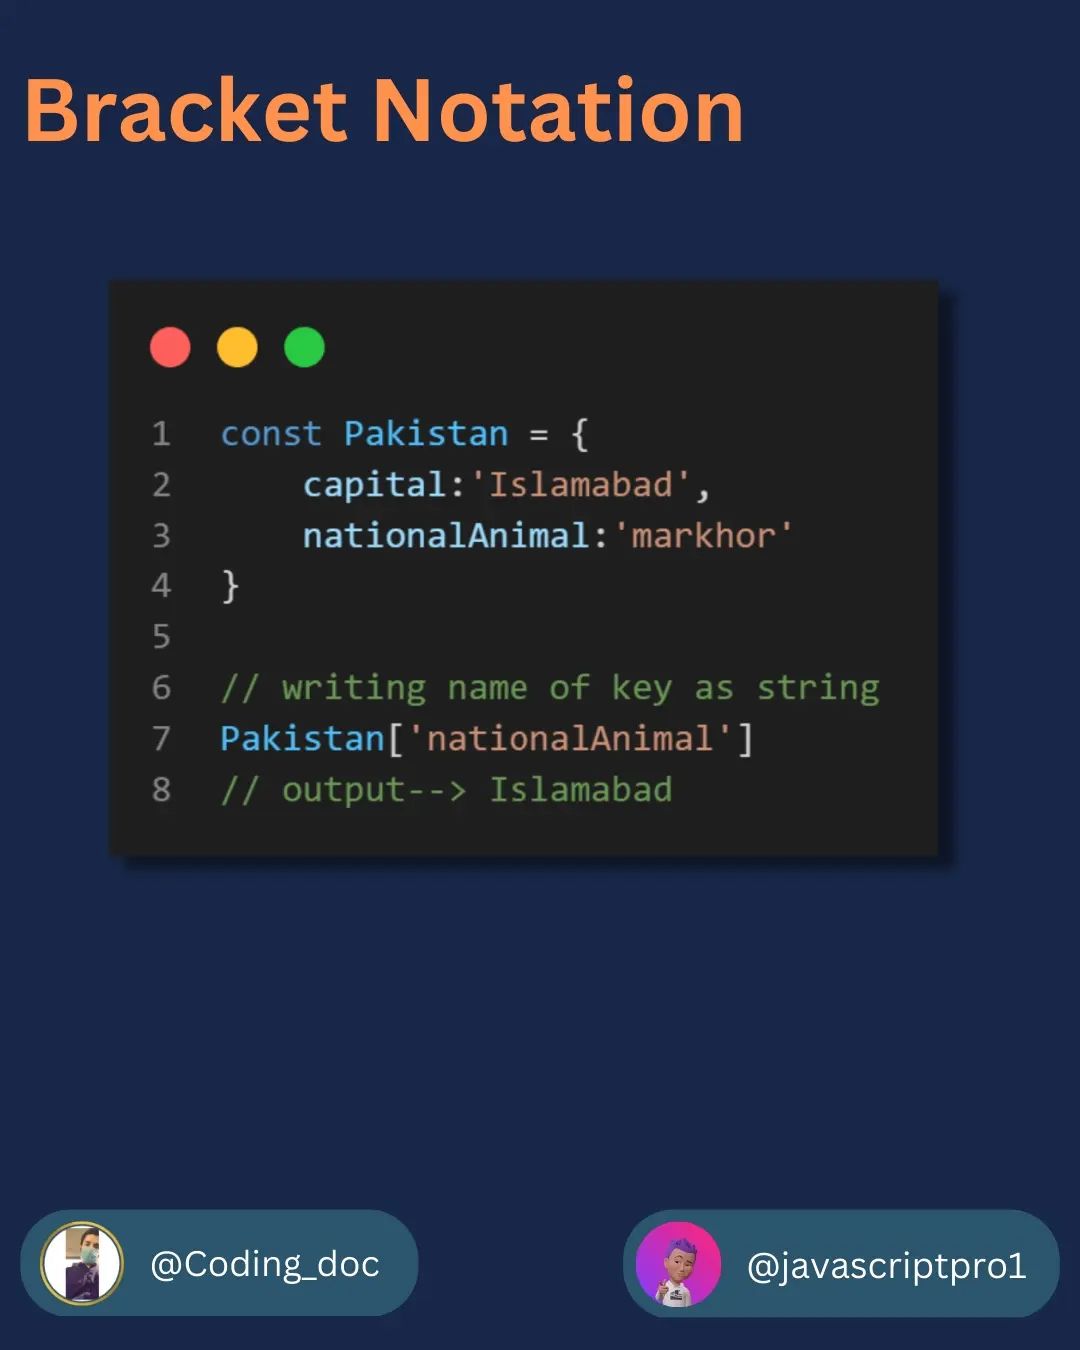 Bracket Notation
1 const Pakistan = {
2     capital:'Islamabad',
3     nationalAnimal:'markhor'
4 }
5
6 // writing name of key as string
7 Pakistan['nationalAnimal']
8 // output--> Islamabad
@Coding_doc
@javascriptpro1